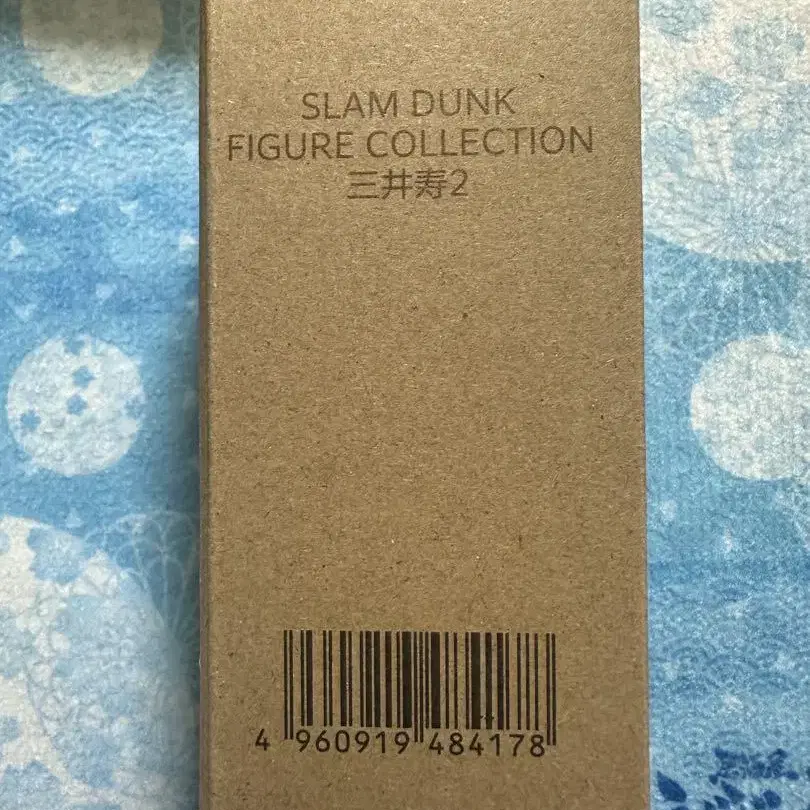 SLAM DUNK
FIGURE COLLECTION
三井寿2
4 960919 484178